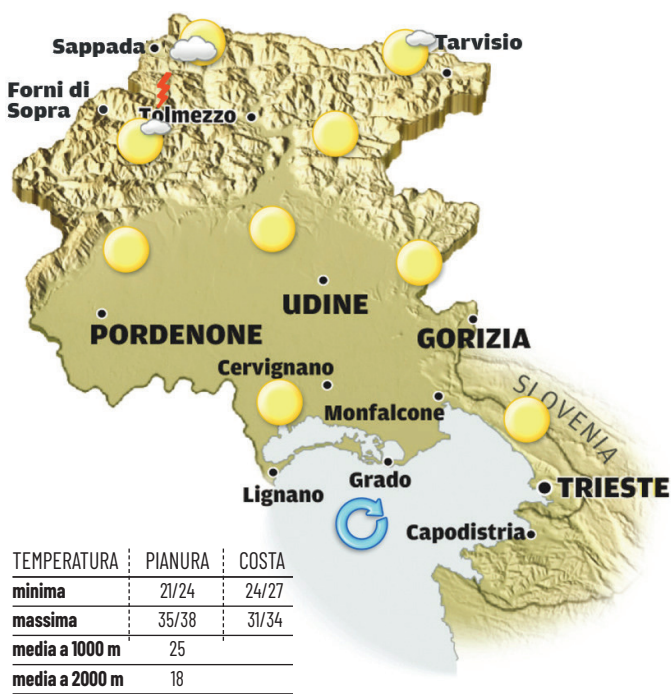 Sappada
Tarvisio
Forni di
Sopra
Tolmezzo
UDINE
PORDENONE
GORIZIA
Cervignano
SLOVENIA
Monfalcone
Grado
Lignano
TRIESTE
Capodistria
TEMPERATURA PIANURA COSTA
minima 21/24 24/27
massima 35/38 31/34
media a 1000 m 25
media a 2000 m 18